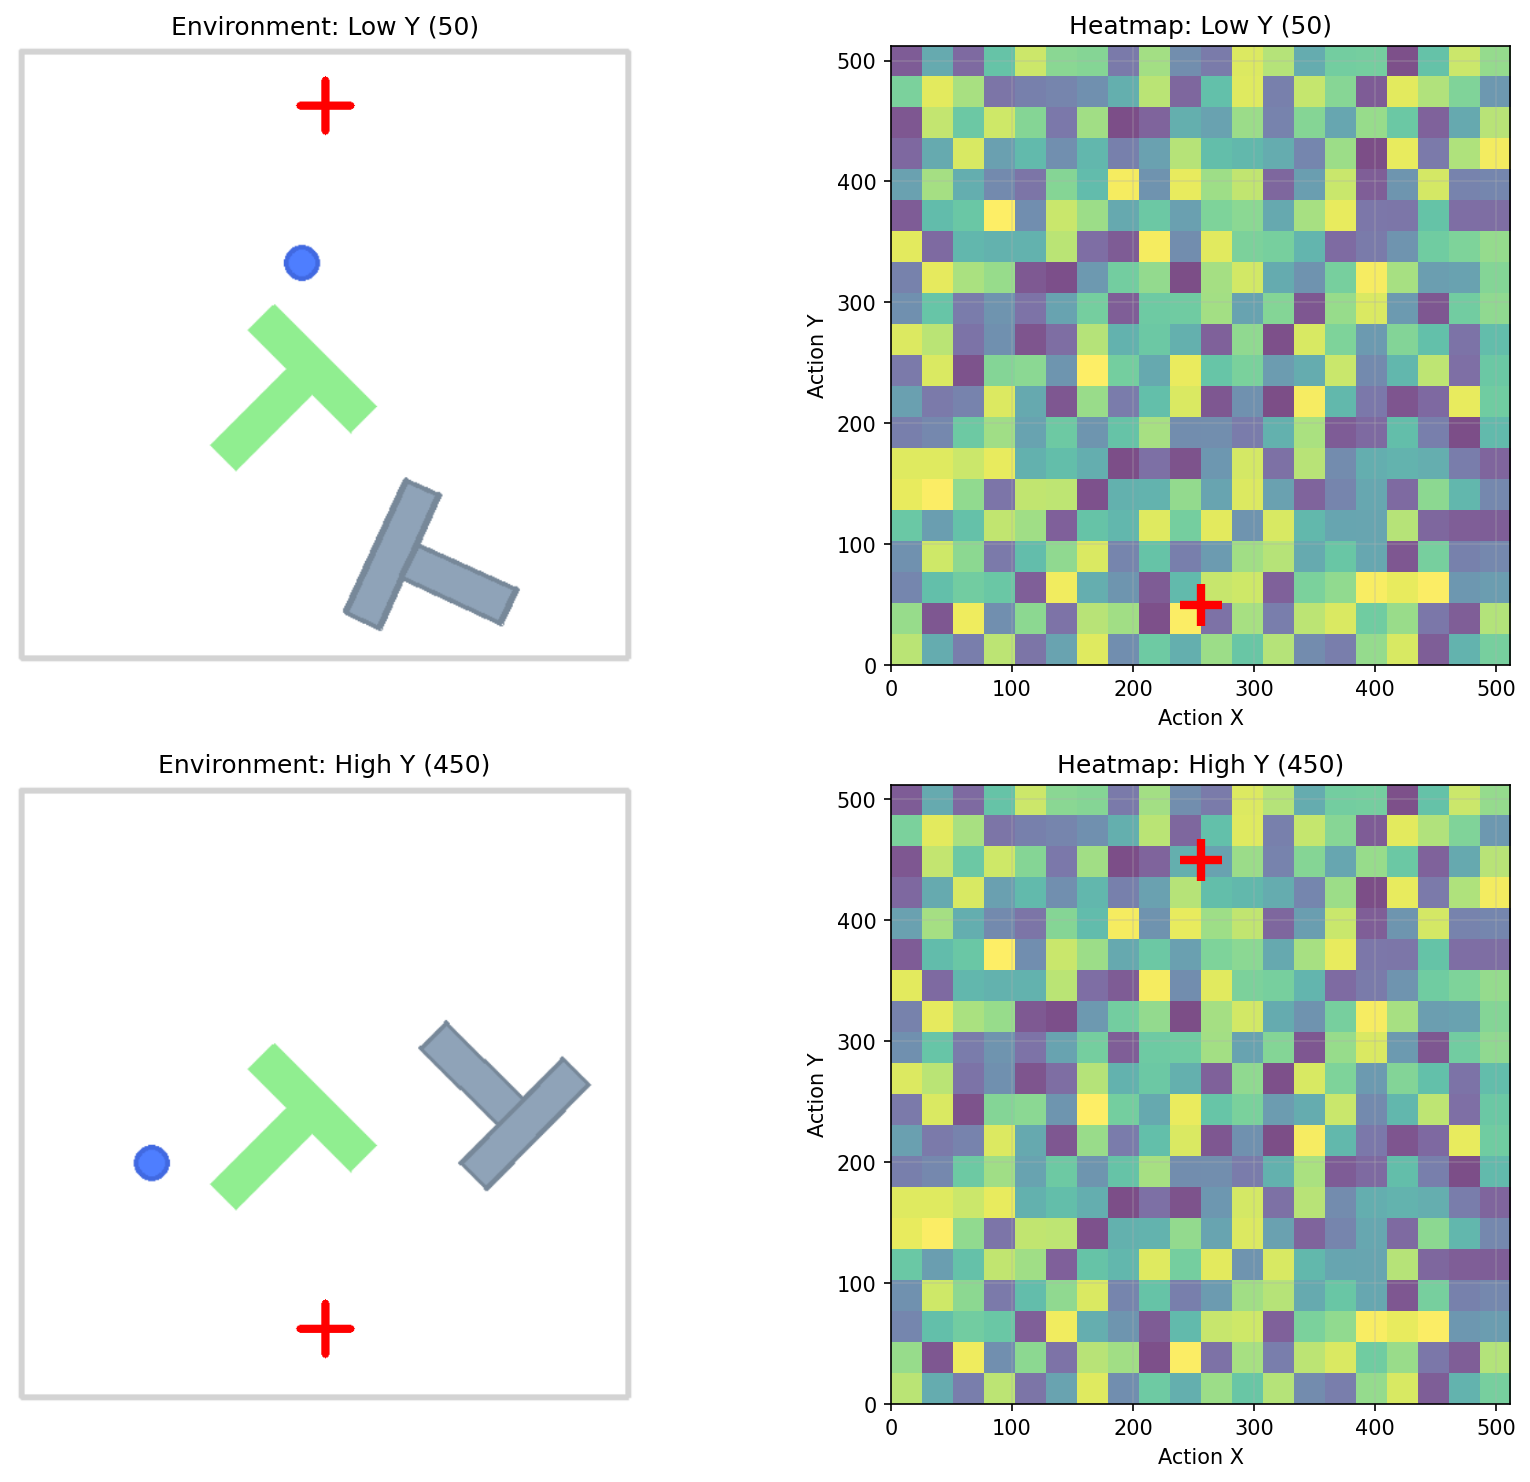 Environment: Low Y (50)
Heatmap: Low Y (50)
500
400
300
200
100
0
Action Y
0 100 200 300 400 500
Action X
Environment: High Y (450)
Heatmap: High Y (450)
500
400
300
200
100
0
Action Y
0 100 200 300 400 500
Action X